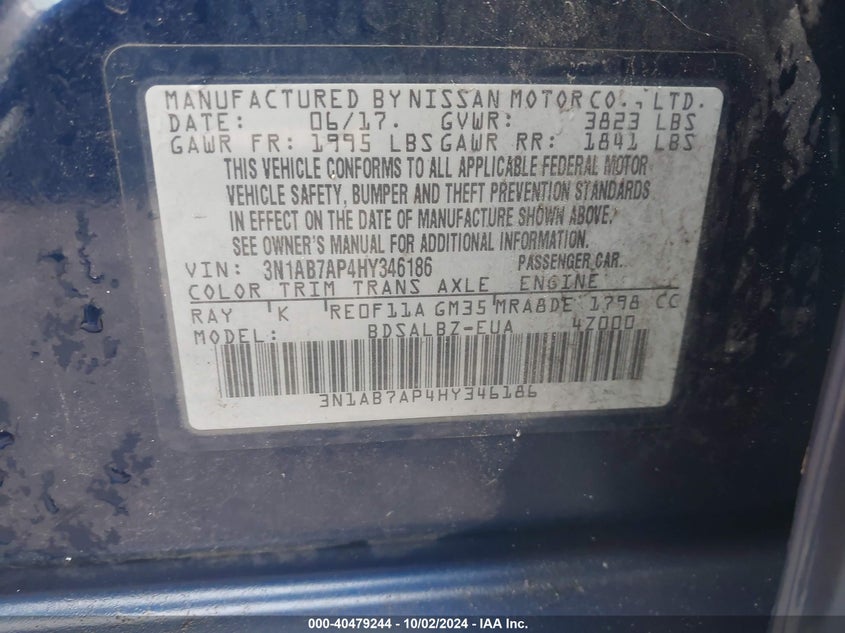 MANUFACTURED BY NISSAN MOTOR CO., LTD.
DATE: 06/17. GVWR: 3823 LBS
GAWR FR: 1995 LBS GAWR RR: 1841 LBS
THIS VEHICLE CONFORMS TO ALL APPLICABLE FEDERAL MOTOR
VEHICLE SAFETY, BUMPER AND THEFT PREVENTION STANDARDS
IN EFFECT ON THE DATE OF MANUFACTURE SHOWN ABOVE.
SEE OWNER'S MANUAL FOR ADDITIONAL INFORMATION.
VIN: 3N1AB7AP4HY346186 PASSENGER CAR
COLOR TRIM TRANS AXLE ENGINE
RAY K RE0F11A GM35 MRA8DE 1798 CC
MODEL: BDSALBZ-EUA 4Z000
3N1AB7AP4HY346186
000-40479244 - 10/02/2024 - IAA Inc.